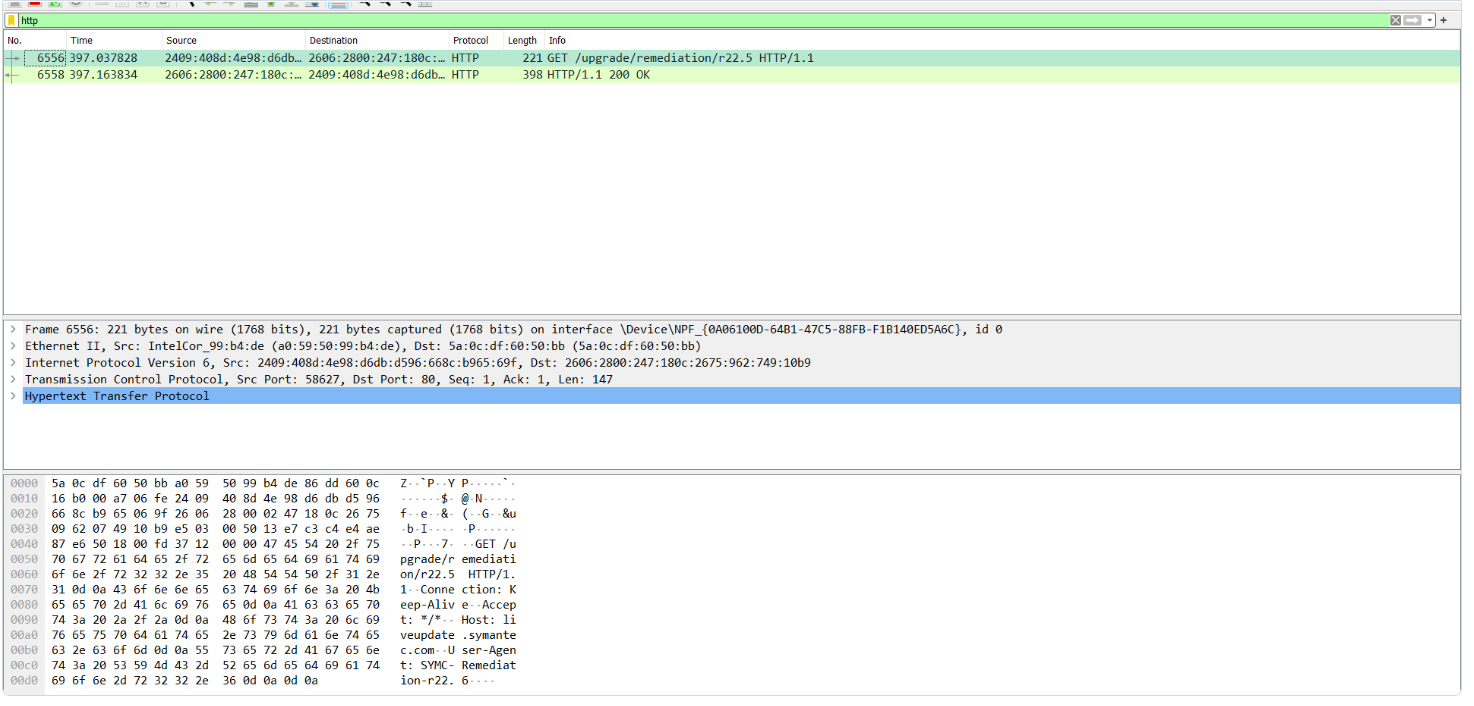 http
No. Time Source Destination Protocol Length Info
6556 397.037828 2409:408d:4e98:d6db… 2606:2800:247:180c:… HTTP 221 GET /upgrade/remediation/r22.5 HTTP/1.1
6558 397.163834 2606:2800:247:180c:… 2409:408d:4e98:d6db… HTTP 398 HTTP/1.1 200 OK
Frame 6556: 221 bytes on wire (1768 bits), 221 bytes captured (1768 bits) on interface \Device\NPF_{0A06100D-64B1-47C5-88FB-F1B140ED5A6C}, id 0
Ethernet II, Src: IntelCor_99:b4:de (a0:59:50:99:b4:de), Dst: 5a:0c:df:60:50:bb (5a:0c:df:60:50:bb)
Internet Protocol Version 6, Src: 2409:408d:4e98:d6db:d596:668c:b965:69f, Dst: 2606:2800:247:180c:2675:962:749:10b9
Transmission Control Protocol, Src Port: 58627, Dst Port: 80, Seq: 1, Ack: 1, Len: 147
Hypertext Transfer Protocol
0000 5a 0c df 60 50 bb a0 59 50 99 b4 de 86 dd 60 0c Z··`P··Y P·····`·
0010 16 b0 00 a7 06 fe 24 09 40 8d 4e 98 d6 db d5 96 ······$· @·N·····
0020 66 8c b9 65 06 9f 26 06 28 00 02 47 18 0c 26 75 f··e··&· (··G··&u
0030 09 62 07 49 10 b9 e5 03 00 50 13 e7 c3 c4 e4 ae ·b·I···· ·P······
0040 87 e6 50 18 00 fd 37 12 00 00 47 45 54 20 2f 75 ··P···7· ··GET /u
0050 70 67 72 61 64 65 2f 72 65 6d 65 64 69 61 74 69 pgrade/r emediati
0060 6f 6e 2f 72 32 32 2e 35 20 48 54 54 50 2f 31 2e on/r22.5 HTTP/1.
0070 31 0d 0a 43 6f 6e 6e 65 63 74 69 6f 6e 3a 20 4b 1··Conne ction: K
0080 65 65 70 2d 41 6c 69 76 65 0d 0a 41 63 63 65 70 eep-Aliv e··Accep
0090 74 3a 20 2a 2f 2a 0d 0a 48 6f 73 74 3a 20 6c 69 t: */*·· Host: li
00a0 76 65 75 70 64 61 74 65 2e 73 79 6d 61 6e 74 65 veupdate .symante
00b0 63 2e 63 6f 6d 0d 0a 55 73 65 72 2d 41 67 65 6e c.com··U ser-Agen
00c0 74 3a 20 53 59 4d 43 2d 52 65 6d 65 64 69 61 74 t: SYMC- Remediat
00d0 69 6f 6e 2d 72 32 32 2e 36 0d 0a 0d 0a ion-r22. 6····